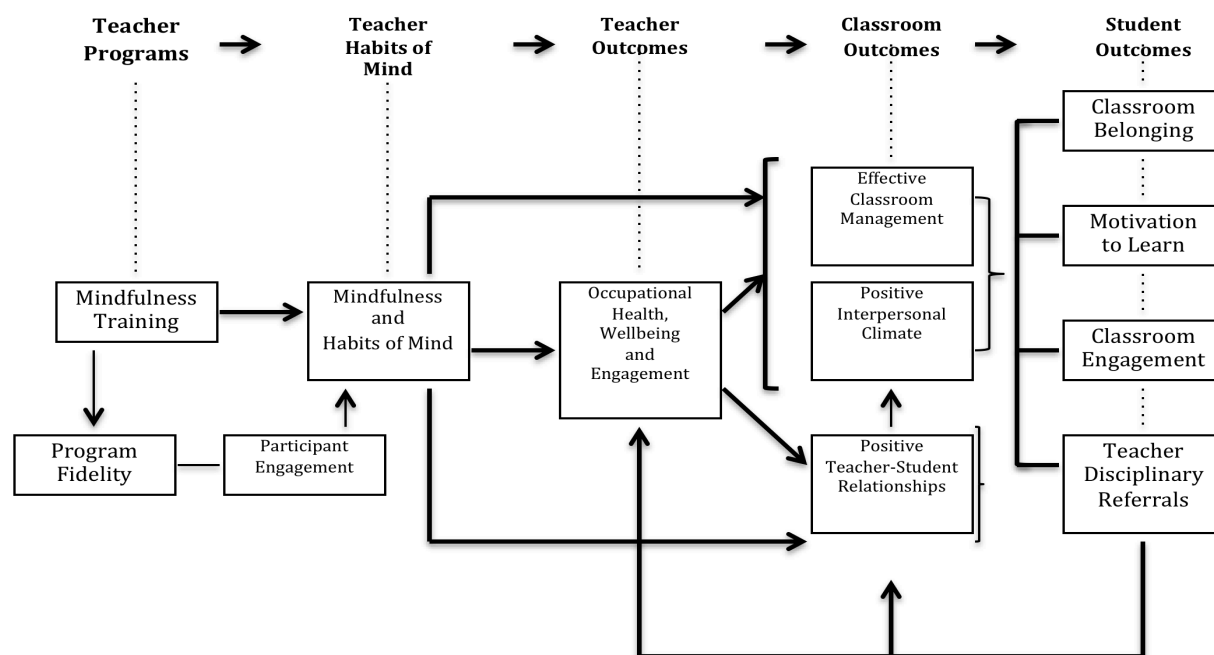 Teacher
Programs
Teacher
Habits of
Mind
Teacher
Outcomes
Classroom
Outcomes
Student
Outcomes
Classroom
Belonging
Effective
Classroom
Management
Motivation
to Learn
Mindfulness
Training
Mindfulness
and
Habits of Mind
Occupational
Health,
Wellbeing
and
Engagement
Positive
Interpersonal
Climate
Classroom
Engagement
Program
Fidelity
Participant
Engagement
Positive
Teacher-Student
Relationships
Teacher
Disciplinary
Referrals